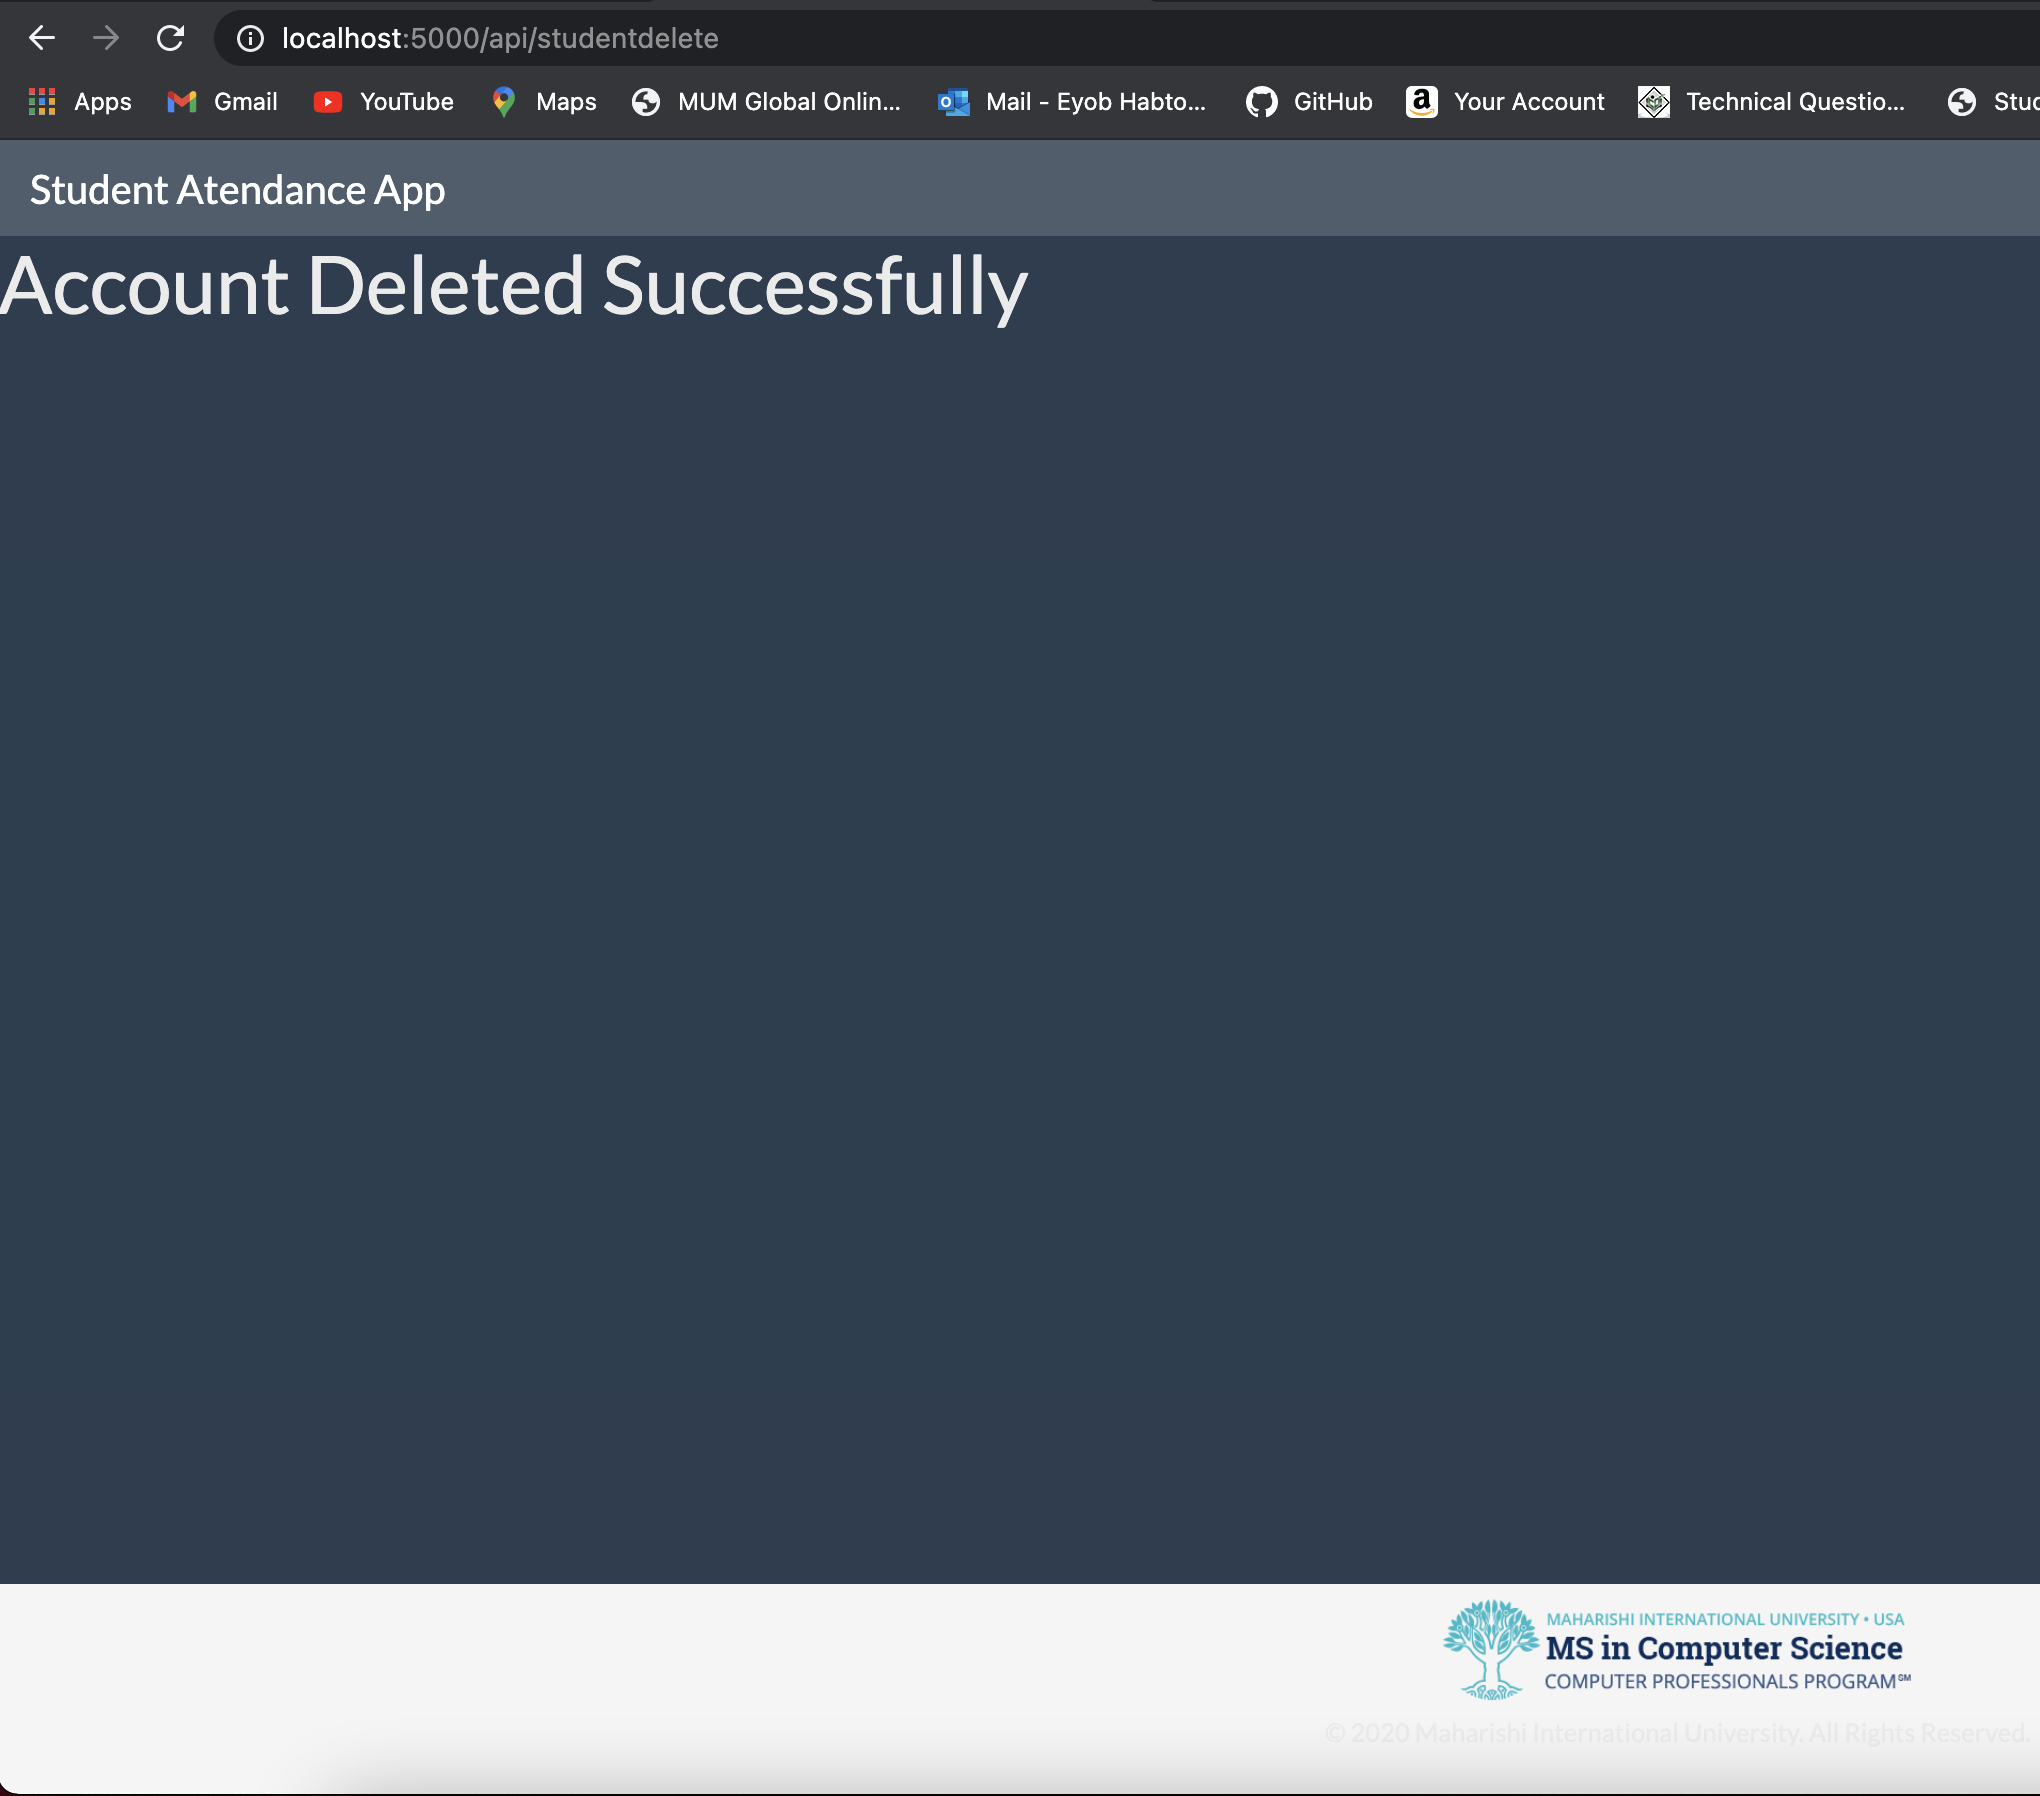 localhost:5000/api/studentdelete
Apps Gmail YouTube Maps MUM Global Onlin... Mail - Eyob Habto... GitHub a Your Account Technical Questio... Stud
Student Atendance App
Account Deleted Successfully
MAHARISHI INTERNATIONAL UNIVERSITY • USA
MS in Computer Science
COMPUTER PROFESSIONALS PROGRAM℠
© 2020 Maharishi International University. All Rights Reserved.